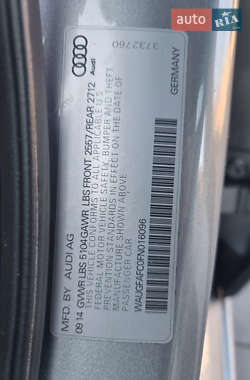 auto RIA .com
3732760
Audi
GERMANY
MFD BY: AUDI AG
09 14 GVWR LBS 5104GAWR LBS FRONT 2567/REAR 2712
THIS VEHICLE CONFORMS TO ALL APPLICABLE U.S.
FEDERAL MOTOR VEHICLE SAFETY, BUMPER AND THEFT
PREVENTION STANDARDS IN EFFECT ON THE DATE OF
MANUFACTURE SHOWN ABOVE.
PASSENGER CAR
WAUGFAFC0FN016096